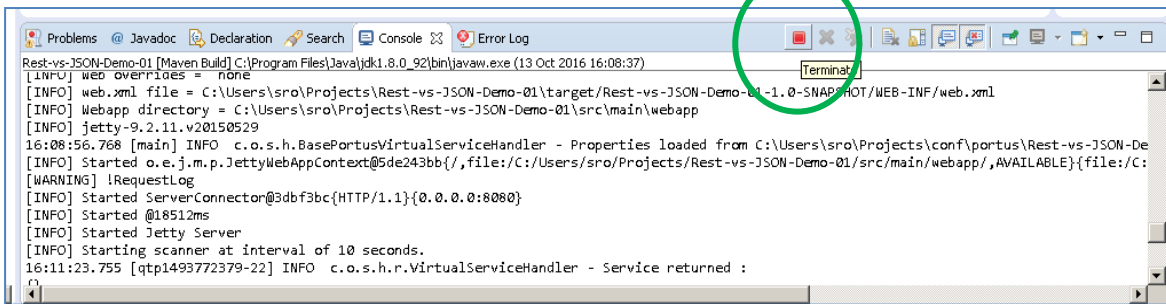 Problems @ Javadoc Declaration Search Console Error Log
Rest-vs-JSON-Demo-01 [Maven Build] C:\Program Files\Java\jdk1.8.0_92\bin\javaw.exe (13 Oct 2016 16:08:37)
Terminate
[INFO] Web overrides = none
[INFO] web.xml file = C:\Users\sro\Projects\Rest-vs-JSON-Demo-01\target/Rest-vs-JSON-Demo-01-1.0-SNAPSHOT/WEB-INF/web.xml
[INFO] Webapp directory = C:\Users\sro\Projects\Rest-vs-JSON-Demo-01\src\main\webapp
[INFO] jetty-9.2.11.v20150529
16:08:56.768 [main] INFO c.o.s.h.BasePortusVirtualServiceHandler - Properties loaded from C:\Users\sro\Projects\conf\portus\Rest-vs-JSON-De
[INFO] Started o.e.j.m.p.JettyWebAppContext@5de243bb{/,file:/C:/Users/sro/Projects/Rest-vs-JSON-Demo-01/src/main/webapp/,AVAILABLE}{file:/C:
[WARNING] !RequestLog
[INFO] Started ServerConnector@3dbf3bc{HTTP/1.1}{0.0.0.0:8080}
[INFO] Started @18512ms
[INFO] Started Jetty Server
[INFO] Starting scanner at interval of 10 seconds.
16:11:23.755 [qtp1493772379-22] INFO c.o.s.h.r.VirtualServiceHandler - Service returned :
{}